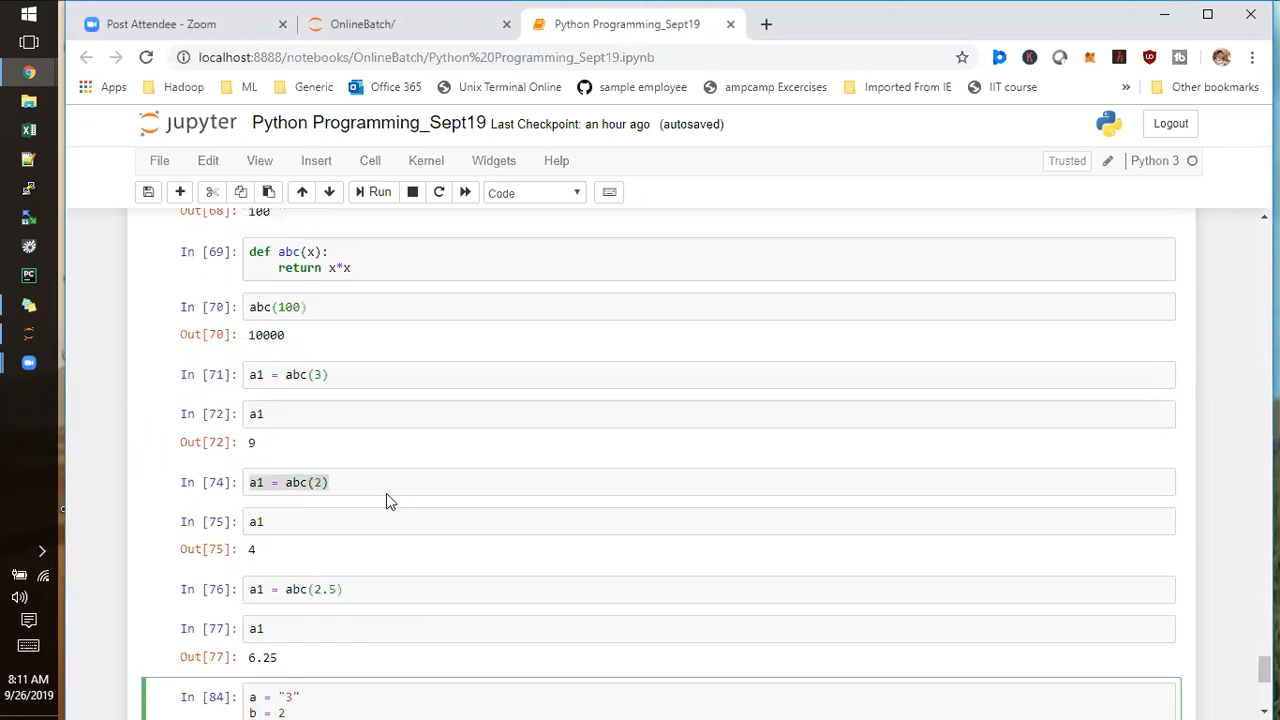 Post Attendee - Zoom
OnlineBatch/
Python Programming_Sept19
localhost:8888/notebooks/OnlineBatch/Python%20Programming_Sept19.ipynb
Apps
Hadoop
ML
Generic
Office 365
Unix Terminal Online
sample employee
ampcamp Excercises
Imported From IE
IIT course
»
Other bookmarks
jupyter
Python Programming_Sept19 Last Checkpoint: an hour ago (autosaved)
Logout
File Edit View Insert Cell Kernel Widgets Help
Trusted
Python 3
Run
Code
Out[68]: 100
In [69]: def abc(x):
return x*x
In [70]: abc(100)
Out[70]: 10000
In [71]: a1 = abc(3)
In [72]: a1
Out[72]: 9
In [74]: a1 = abc(2)
In [75]: a1
Out[75]: 4
In [76]: a1 = abc(2.5)
In [77]: a1
Out[77]: 6.25
In [84]: a = "3"
b = 2
8:11 AM
9/26/2019